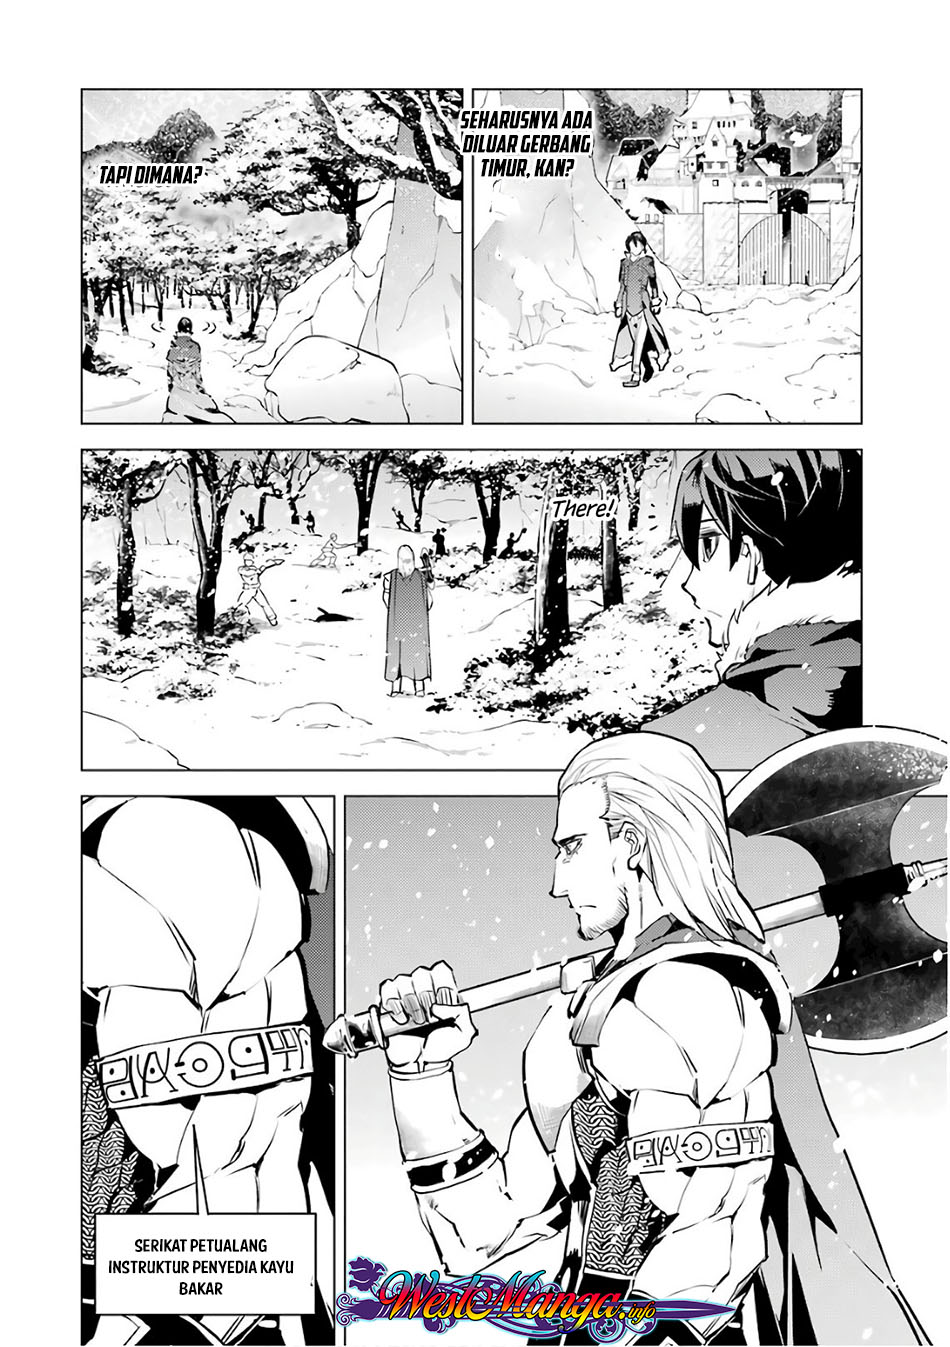 SEHARUSNYA ADA
DILUAR GERBANG
TIMUR, KAN?
TAPI DIMANA?
There!
SERIKAT PETUALANG
INSTRUKTUR PENYEDIA KAYU
BAKAR
WestManga.info